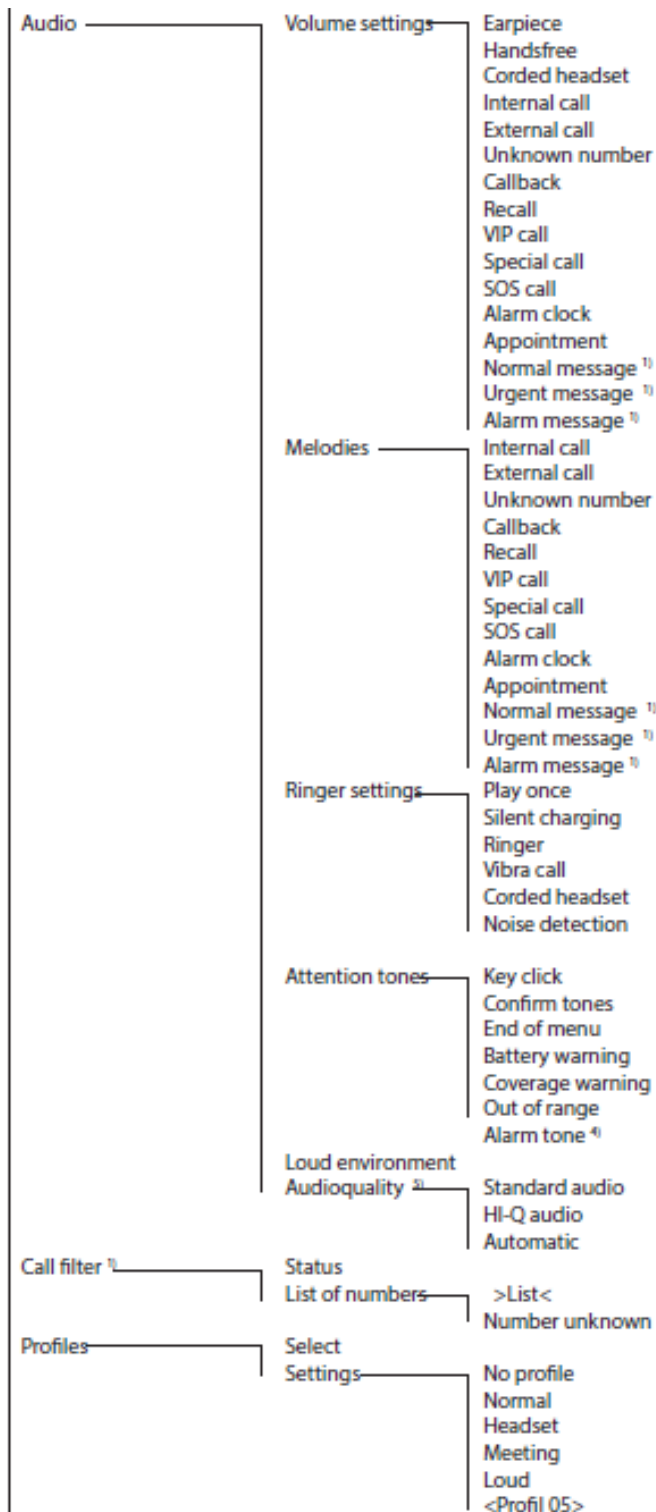 Audio Volume settings Earpiece
Handsfree
Corded headset
Internal call
External call
Unknown number
Callback
Recall
VIP call
Special call
SOS call
Alarm clock
Appointment
Normal message 1)
Urgent message 1)
Alarm message 1)
Melodies Internal call
External call
Unknown number
Callback
Recall
VIP call
Special call
SOS call
Alarm clock
Appointment
Normal message 1)
Urgent message 1)
Alarm message 1)
Ringer settings Play once
Silent charging
Ringer
Vibra call
Corded headset
Noise detection
Attention tones Key click
Confirm tones
End of menu
Battery warning
Coverage warning
Out of range
Alarm tone 4)
Loud environment
Audioquality 5) Standard audio
HI-Q audio
Automatic
Call filter 1) Status
List of numbers >List<
Number unknown
Profiles Select
Settings No profile
Normal
Headset
Meeting
Loud
<Profil 05>